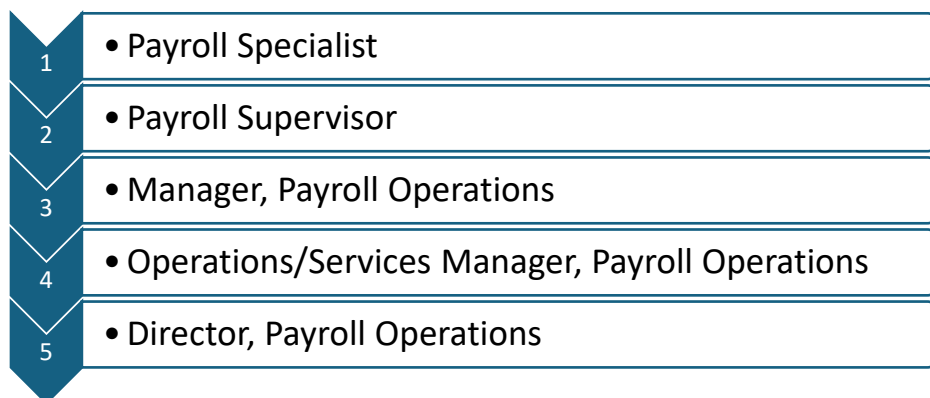 1 • Payroll Specialist
2 • Payroll Supervisor
3 • Manager, Payroll Operations
4 • Operations/Services Manager, Payroll Operations
5 • Director, Payroll Operations